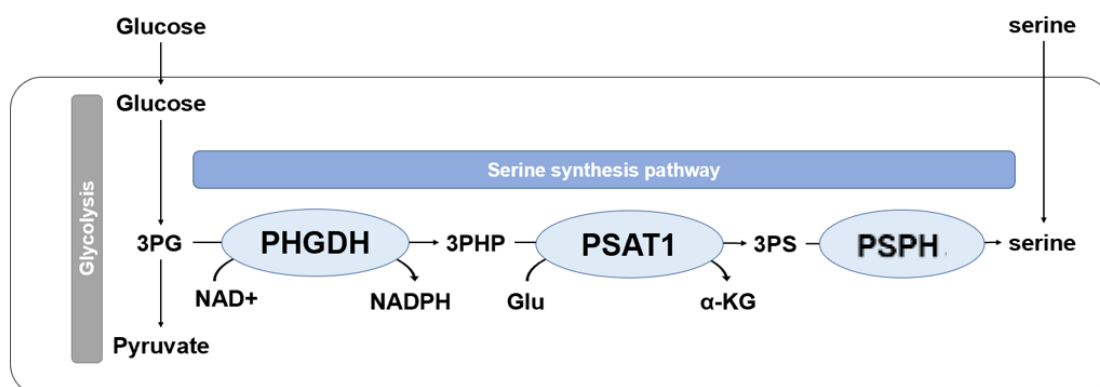 Glucose serine
Glucose
Serine synthesis pathway
Glycolysis
3PG PHGDH 3PHP PSAT1 3PS PSPH serine
NAD+ NADPH Glu α-KG
Pyruvate